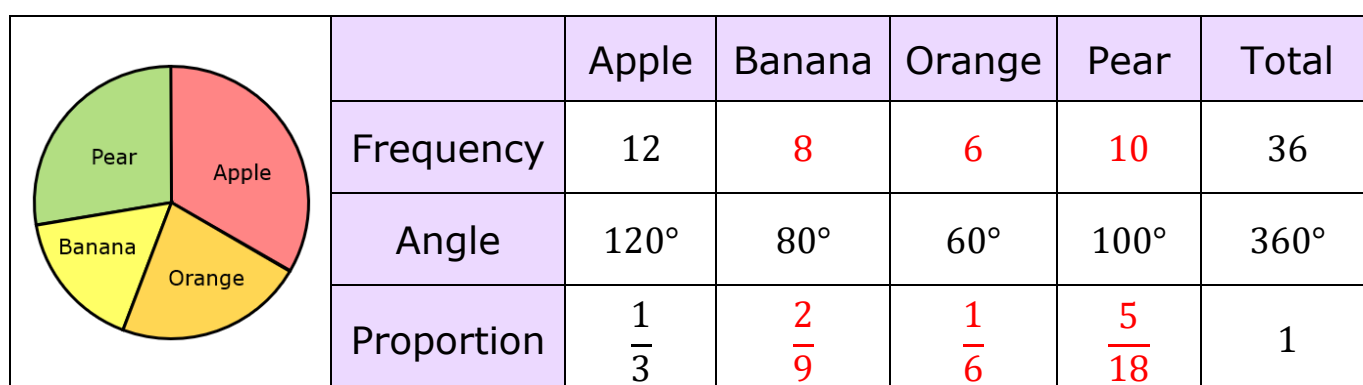 Pear
Apple
Banana
Orange
Apple Banana Orange Pear Total
Frequency 12 8 6 10 36
Angle 120° 80° 60° 100° 360°
Proportion 1/3 2/9 1/6 5/18 1